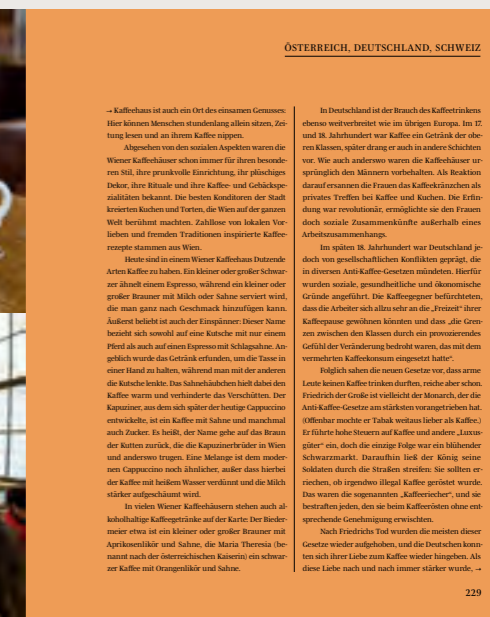 ÖSTERREICH, DEUTSCHLAND, SCHWEIZ
→ Kaffeehaus ist auch ein Ort des einsamen Genusses:
Hier können Menschen stundenlang allein sitzen, Zei-
tung lesen und an ihrem Kaffee nippen.
Abgesehen von den sozialen Aspekten waren die
Wiener Kaffeehäuser schon immer für ihren besonde-
ren Stil, ihre prunkvolle Einrichtung, ihr plüschiges
Dekor, ihre Rituale und ihre Kaffee- und Gebäckspe-
zialitäten bekannt. Die besten Konditoren der Stadt
kreierten Kuchen und Torten, die Wien auf der ganzen
Welt berühmt machten. Zahllose von lokalen Vor-
lieben und fremden Traditionen inspirierte Kaffee-
rezepte stammen aus Wien.
Heute sind in einem Wiener Kaffeehaus Dutzende
Arten Kaffee zu haben. Ein kleiner oder großer Schwar-
zer ähnelt einem Espresso, während ein kleiner oder
großer Brauner mit Milch oder Sahne serviert wird,
die man ganz nach Geschmack hinzufügen kann.
Äußerst beliebt ist auch der Einspänner: Dieser Name
bezieht sich sowohl auf eine Kutsche mit nur einem
Pferd als auch auf einen Espresso mit Schlagsahne. An-
geblich wurde das Getränk erfunden, um die Tasse in
einer Hand zu halten, während man mit der anderen
die Kutsche lenkte. Das Sahnehäubchen hielt dabei den
Kaffee warm und verhinderte das Verschütten. Der
Kapuziner, aus dem sich später der heutige Cappuccino
entwickelte, ist ein Kaffee mit Sahne und manchmal
auch Zucker. Es heißt, der Name gehe auf das Braun
der Kutten zurück, die die Kapuzinerbrüder in Wien
und anderswo trugen. Eine Melange ist dem moder-
nen Cappuccino noch ähnlicher, außer dass hierbei
der Kaffee mit heißem Wasser verdünnt und die Milch
stärker aufgeschäumt wird.
In vielen Wiener Kaffeehäusern stehen auch al-
koholhaltige Kaffeegetränke auf der Karte: Der Bieder-
meier etwa ist ein kleiner oder großer Brauner mit
Aprikosenlikör und Sahne, die Maria Theresia (be-
nannt nach der österreichischen Kaiserin) ein schwar-
zer Kaffee mit Orangenlikör und Sahne.
In Deutschland ist der Brauch des Kaffeetrinkens
ebenso weitverbreitet wie im übrigen Europa. Im 17.
und 18. Jahrhundert war Kaffee ein Getränk der obe-
ren Klassen, später drang er auch in andere Schichten
vor. Wie auch anderswo waren die Kaffeehäuser ur-
sprünglich den Männern vorbehalten. Als Reaktion
darauf ersannen die Frauen das Kaffeekränzchen als
privates Treffen bei Kaffee und Kuchen. Die Erfin-
dung war revolutionär, ermöglichte sie den Frauen
doch soziale Zusammenkünfte außerhalb eines
Arbeitszusammenhangs.
Im späten 18. Jahrhundert war Deutschland je-
doch von gesellschaftlichen Konflikten geprägt, die
in diversen Anti-Kaffee-Gesetzen mündeten. Hierfür
wurden soziale, gesundheitliche und ökonomische
Gründe angeführt. Die Kaffeegegner befürchteten,
dass die Arbeiter sich allzu sehr an die „Freizeit“ ihrer
Kaffeepause gewöhnen könnten und dass „die Gren-
zen zwischen den Klassen durch ein provozierendes
Gefühl der Veränderung bedroht waren, das mit dem
vermehrten Kaffeekonsum eingesetzt hatte“.
Folglich sahen die neuen Gesetze vor, dass arme
Leute keinen Kaffee trinken durften, reiche aber schon.
Friedrich der Große ist vielleicht der Monarch, der die
Anti-Kaffee-Gesetze am stärksten vorangetrieben hat.
(Offenbar mochte er Tabak weitaus lieber als Kaffee.)
Er führte hohe Steuern auf Kaffee und andere „Luxus-
güter“ ein, doch die einzige Folge war ein blühender
Schwarzmarkt. Daraufhin ließ der König seine
Soldaten durch die Straßen streifen: Sie sollten er-
riechen, ob irgendwo illegal Kaffee geröstet wurde.
Das waren die sogenannten „Kaffeeriecher“, und sie
bestraften jeden, den sie beim Kaffeerösten ohne ent-
sprechende Genehmigung erwischten.
Nach Friedrichs Tod wurden die meisten dieser
Gesetze wieder aufgehoben, und die Deutschen konn-
ten sich ihrer Liebe zum Kaffee wieder hingeben. Als
diese Liebe nach und nach immer stärker wurde, →
229